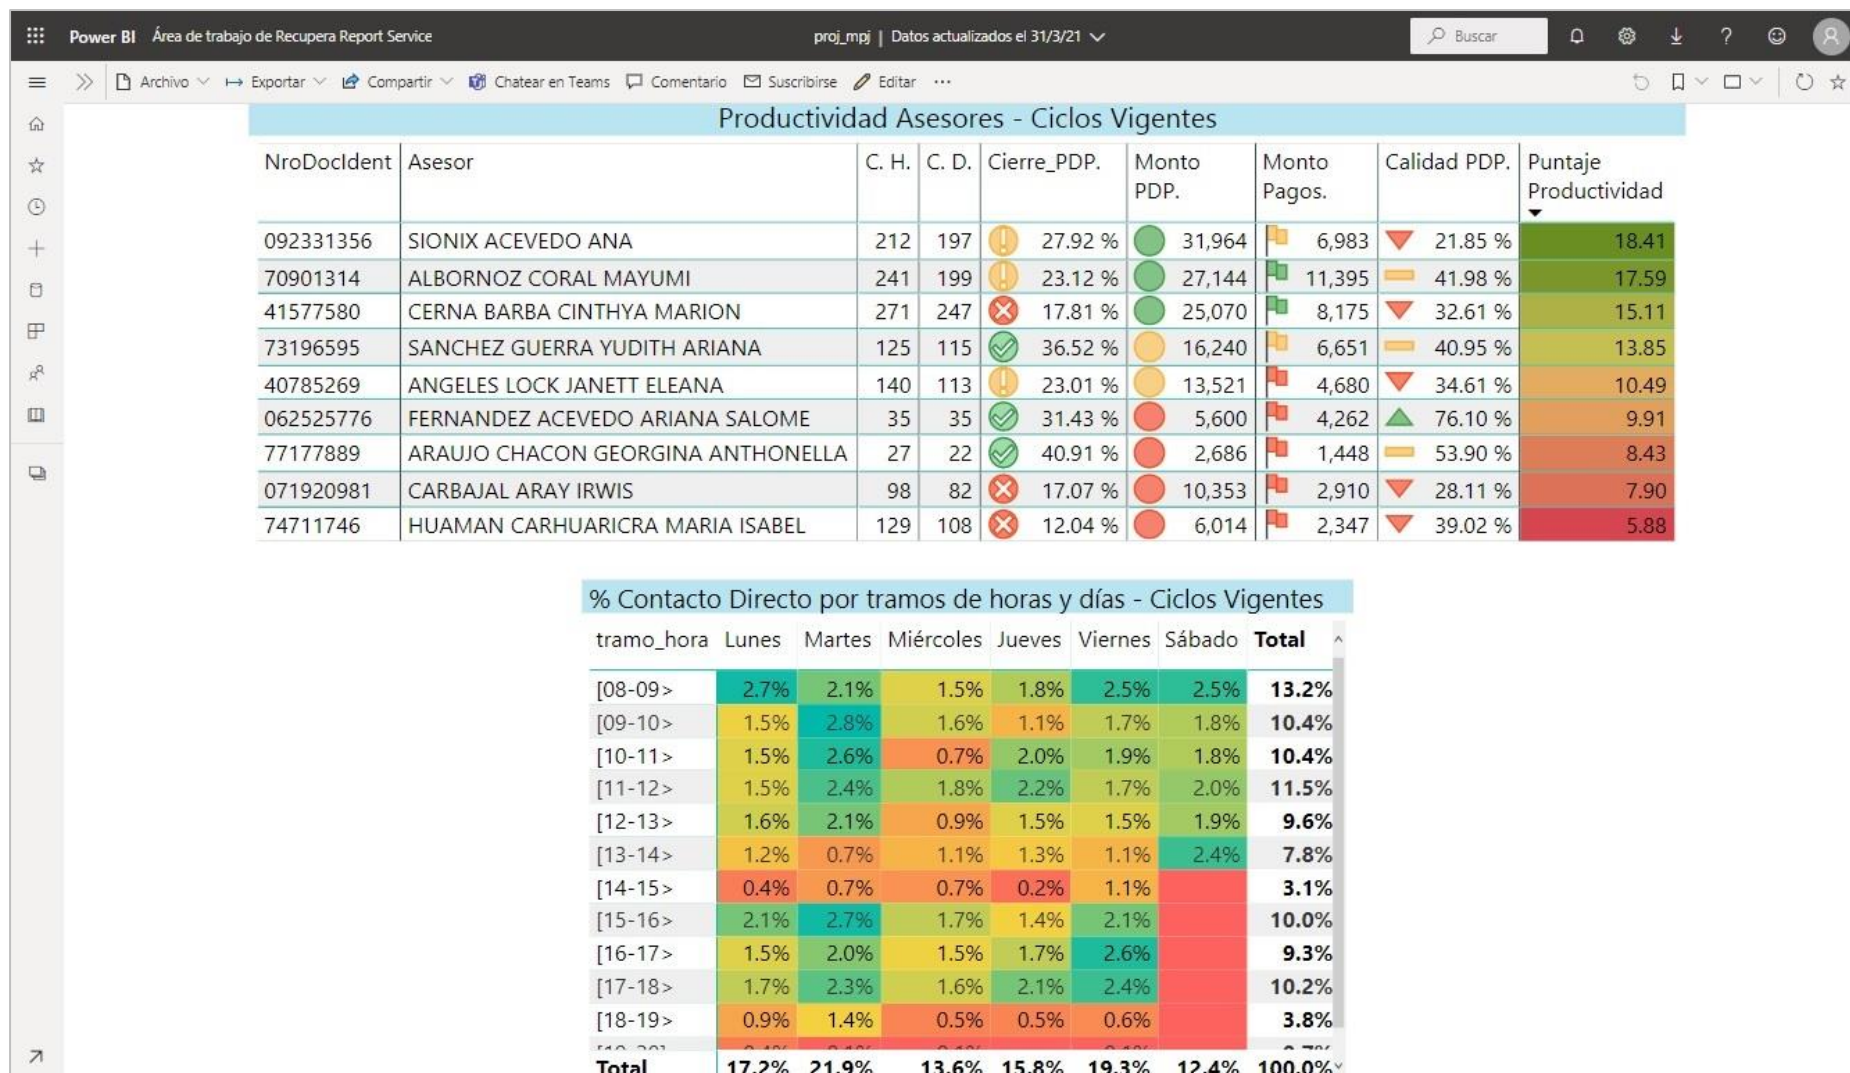 Power BI Área de trabajo de Recupera Report Service proj_mpj | Datos actualizados el 31/3/21 Buscar
Archivo Exportar Compartir Chatear en Teams Comentario Suscribirse Editar ...
Productividad Asesores - Ciclos Vigentes
NroDocIdent Asesor C. H. C. D. Cierre_PDP. Monto PDP. Monto Pagos. Calidad PDP. Puntaje Productividad
092331356 SIONIX ACEVEDO ANA 212 197 27.92 % 31,964 6,983 21.85 % 18.41
70901314 ALBORNOZ CORAL MAYUMI 241 199 23.12 % 27,144 11,395 41.98 % 17.59
41577580 CERNA BARBA CINTHYA MARION 271 247 17.81 % 25,070 8,175 32.61 % 15.11
73196595 SANCHEZ GUERRA YUDITH ARIANA 125 115 36.52 % 16,240 6,651 40.95 % 13.85
40785269 ANGELES LOCK JANETT ELEANA 140 113 23.01 % 13,521 4,680 34.61 % 10.49
062525776 FERNANDEZ ACEVEDO ARIANA SALOME 35 35 31.43 % 5,600 4,262 76.10 % 9.91
77177889 ARAUJO CHACON GEORGINA ANTHONELLA 27 22 40.91 % 2,686 1,448 53.90 % 8.43
071920981 CARBAJAL ARAY IRWIS 98 82 17.07 % 10,353 2,910 28.11 % 7.90
74711746 HUAMAN CARHUARICRA MARIA ISABEL 129 108 12.04 % 6,014 2,347 39.02 % 5.88
% Contacto Directo por tramos de horas y días - Ciclos Vigentes
tramo_hora Lunes Martes Miércoles Jueves Viernes Sábado Total
[08-09> 2.7% 2.1% 1.5% 1.8% 2.5% 2.5% 13.2%
[09-10> 1.5% 2.8% 1.6% 1.1% 1.7% 1.8% 10.4%
[10-11> 1.5% 2.6% 0.7% 2.0% 1.9% 1.8% 10.4%
[11-12> 1.5% 2.4% 1.8% 2.2% 1.7% 2.0% 11.5%
[12-13> 1.6% 2.1% 0.9% 1.5% 1.5% 1.9% 9.6%
[13-14> 1.2% 0.7% 1.1% 1.3% 1.1% 2.4% 7.8%
[14-15> 0.4% 0.7% 0.7% 0.2% 1.1% 3.1%
[15-16> 2.1% 2.7% 1.7% 1.4% 2.1% 10.0%
[16-17> 1.5% 2.0% 1.5% 1.7% 2.6% 9.3%
[17-18> 1.7% 2.3% 1.6% 2.1% 2.4% 10.2%
[18-19> 0.9% 1.4% 0.5% 0.5% 0.6% 3.8%
Total 17.2% 21.9% 13.6% 15.8% 19.3% 12.4% 100.0%